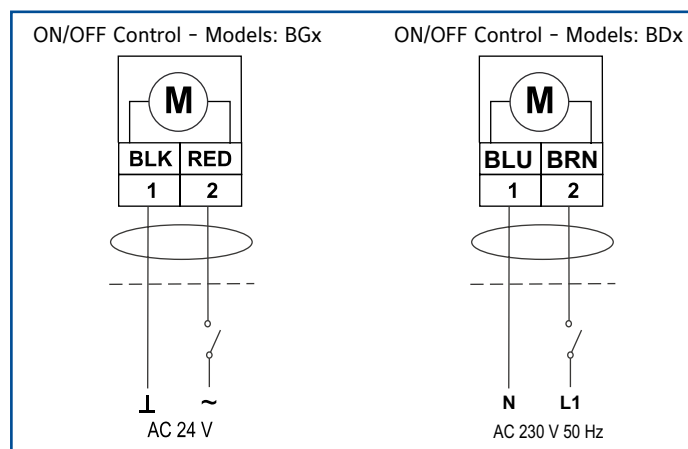 ON/OFF Control - Models: BGx
M
BLK RED
1 2
⊥ ~
AC 24 V
ON/OFF Control - Models: BDx
M
BLU BRN
1 2
N L1
AC 230 V 50 Hz